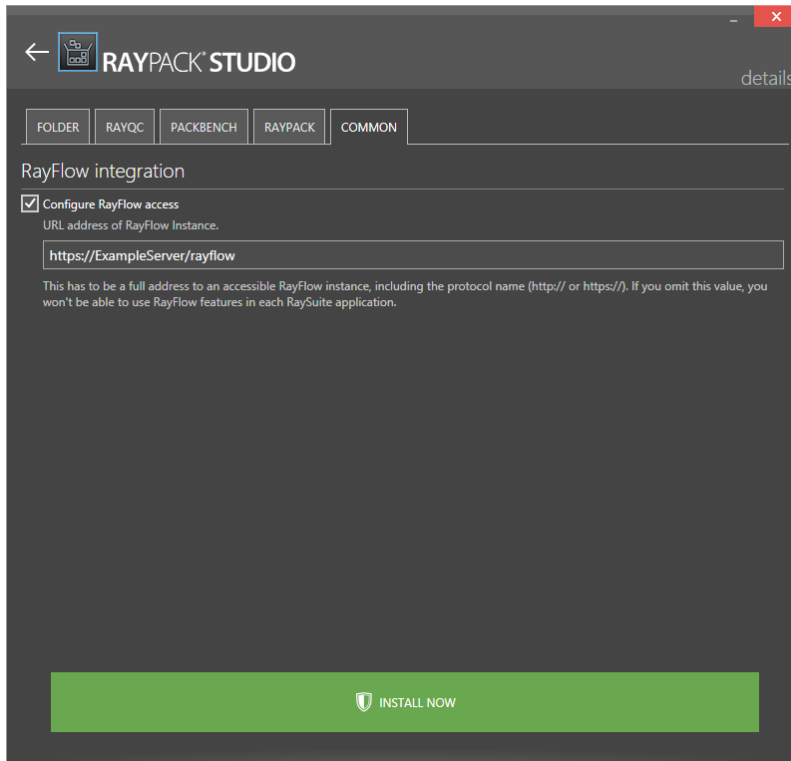 RAYPACK® STUDIO
details
FOLDER RAYQC PACKBENCH RAYPACK COMMON
RayFlow integration
Configure RayFlow access
URL address of RayFlow Instance.
https://ExampleServer/rayflow
This has to be a full address to an accessible RayFlow instance, including the protocol name (http:// or https://). If you omit this value, you
won't be able to use RayFlow features in each RaySuite application.
INSTALL NOW